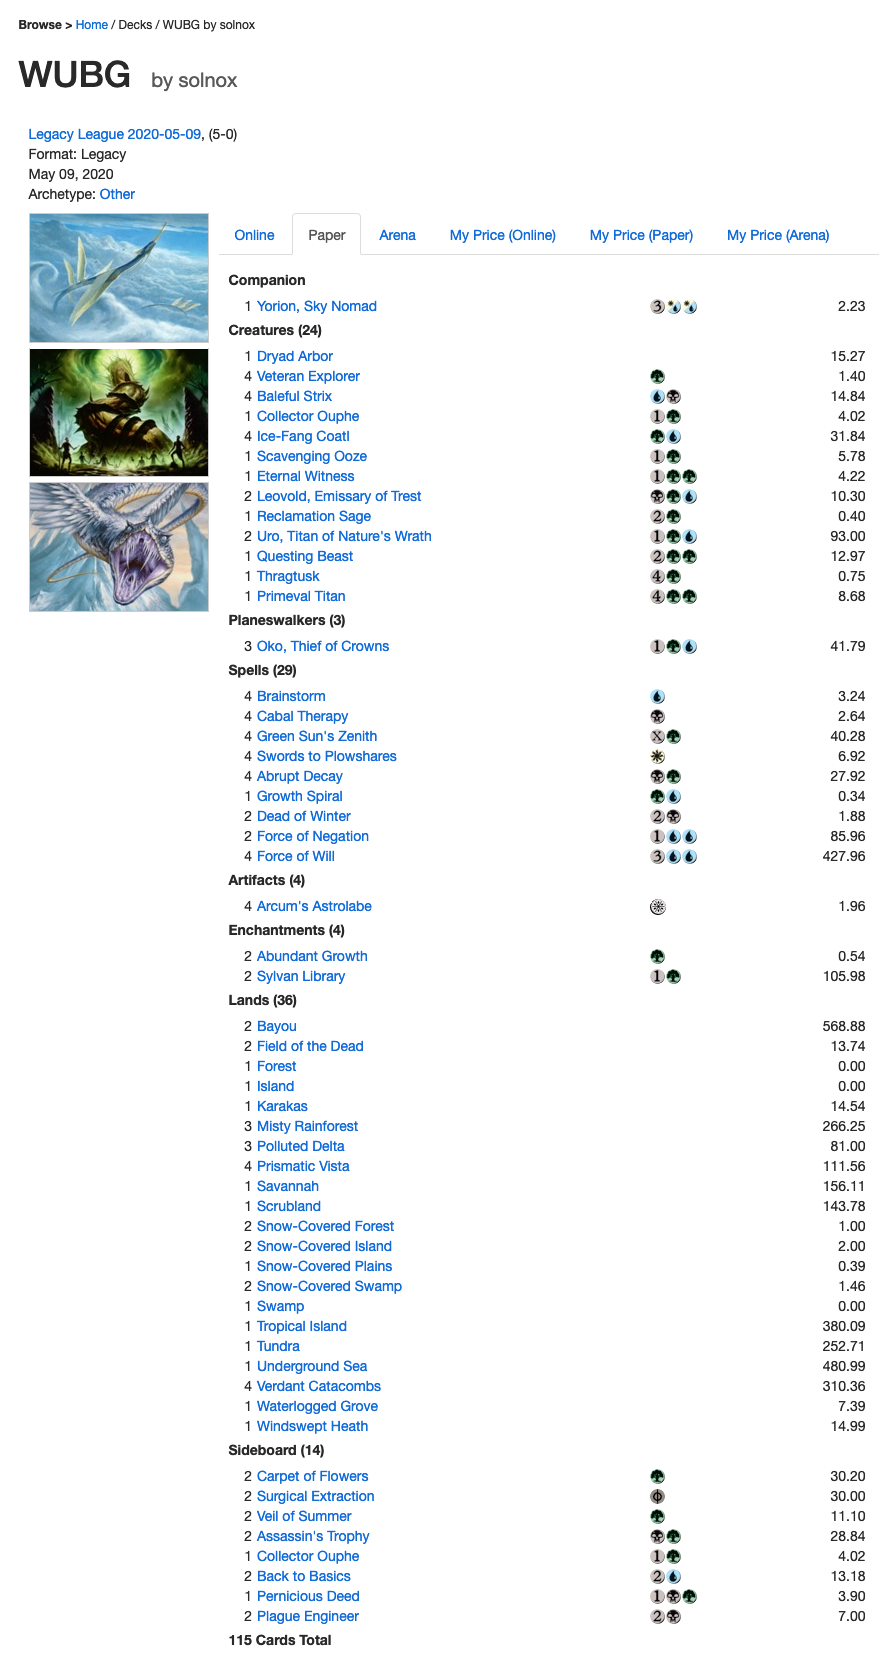 Browse > Home / Decks / WUBG by solnox
WUBG by solnox
Legacy League 2020-05-09, (5-0)
Format: Legacy
May 09, 2020
Archetype: Other
Online Paper Arena My Price (Online) My Price (Paper) My Price (Arena)
Companion
1 Yorion, Sky Nomad 3 2.23
Creatures (24)
1 Dryad Arbor 15.27
4 Veteran Explorer 1.40
4 Baleful Strix 14.84
1 Collector Ouphe 1 4.02
4 Ice-Fang Coatl 31.84
1 Scavenging Ooze 1 5.78
1 Eternal Witness 1 4.22
2 Leovold, Emissary of Trest 10.30
1 Reclamation Sage 2 0.40
2 Uro, Titan of Nature's Wrath 1 93.00
1 Questing Beast 2 12.97
1 Thragtusk 4 0.75
1 Primeval Titan 4 8.68
Planeswalkers (3)
3 Oko, Thief of Crowns 1 41.79
Spells (29)
4 Brainstorm 3.24
4 Cabal Therapy 2.64
4 Green Sun's Zenith X 40.28
4 Swords to Plowshares 6.92
4 Abrupt Decay 27.92
1 Growth Spiral 0.34
2 Dead of Winter 2 1.88
2 Force of Negation 1 85.96
4 Force of Will 3 427.96
Artifacts (4)
4 Arcum's Astrolabe 1.96
Enchantments (4)
2 Abundant Growth 0.54
2 Sylvan Library 1 105.98
Lands (36)
2 Bayou 568.88
2 Field of the Dead 13.74
1 Forest 0.00
1 Island 0.00
1 Karakas 14.54
3 Misty Rainforest 266.25
3 Polluted Delta 81.00
4 Prismatic Vista 111.56
1 Savannah 156.11
1 Scrubland 143.78
2 Snow-Covered Forest 1.00
2 Snow-Covered Island 2.00
1 Snow-Covered Plains 0.39
2 Snow-Covered Swamp 1.46
1 Swamp 0.00
1 Tropical Island 380.09
1 Tundra 252.71
1 Underground Sea 480.99
4 Verdant Catacombs 310.36
1 Waterlogged Grove 7.39
1 Windswept Heath 14.99
Sideboard (14)
2 Carpet of Flowers 30.20
2 Surgical Extraction 30.00
2 Veil of Summer 11.10
2 Assassin's Trophy 28.84
1 Collector Ouphe 1 4.02
2 Back to Basics 2 13.18
1 Pernicious Deed 1 3.90
2 Plague Engineer 2 7.00
115 Cards Total